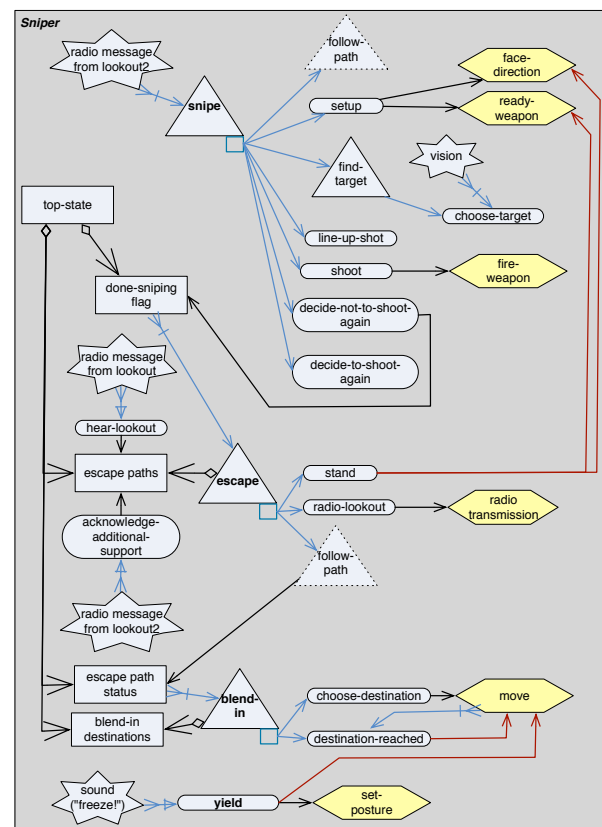 Sniper
radio message
from lookout2
follow-
path
face-
direction
snipe
setup
ready-
weapon
find-
target
vision
top-state
choose-target
line-up-shot
done-sniping
flag
shoot
fire-
weapon
decide-not-to-shoot-
again
radio message
from lookout
decide-to-shoot-
again
hear-lookout
escape paths
escape
stand
radio-lookout
radio
transmission
acknowledge-
additional-
support
follow-
path
radio message
from lookout2
escape path
status
blend-
in
choose-destination
move
blend-in
destinations
destination-reached
sound
("freeze!")
yield
set-
posture